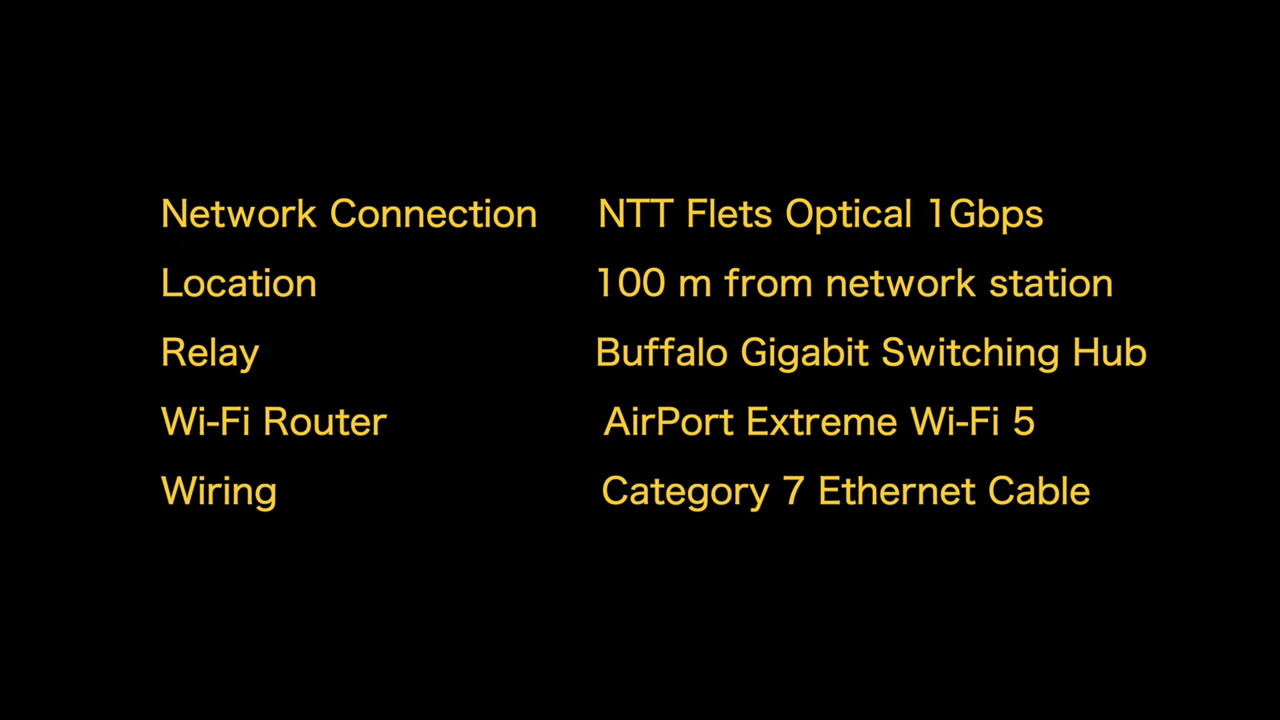 Network Connection NTT Flets Optical 1Gbps
Location 100 m from network station
Relay Buffalo Gigabit Switching Hub
Wi-Fi Router AirPort Extreme Wi-Fi 5
Wiring Category 7 Ethernet Cable